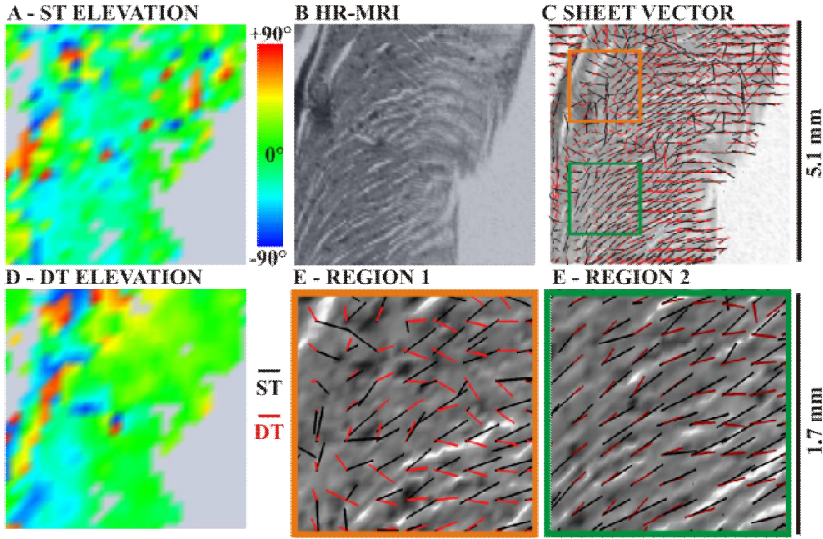 A - ST ELEVATION
B HR-MRI
C SHEET VECTOR
+90°
0°
-90°
5.1 mm
D - DT ELEVATION
E - REGION 1
E - REGION 2
ST
DT
1.7 mm